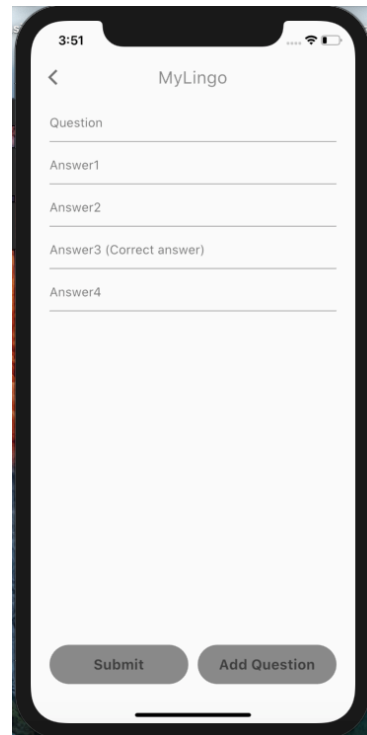 3:51
MyLingo
Question
Answer1
Answer2
Answer3 (Correct answer)
Answer4
Submit
Add Question